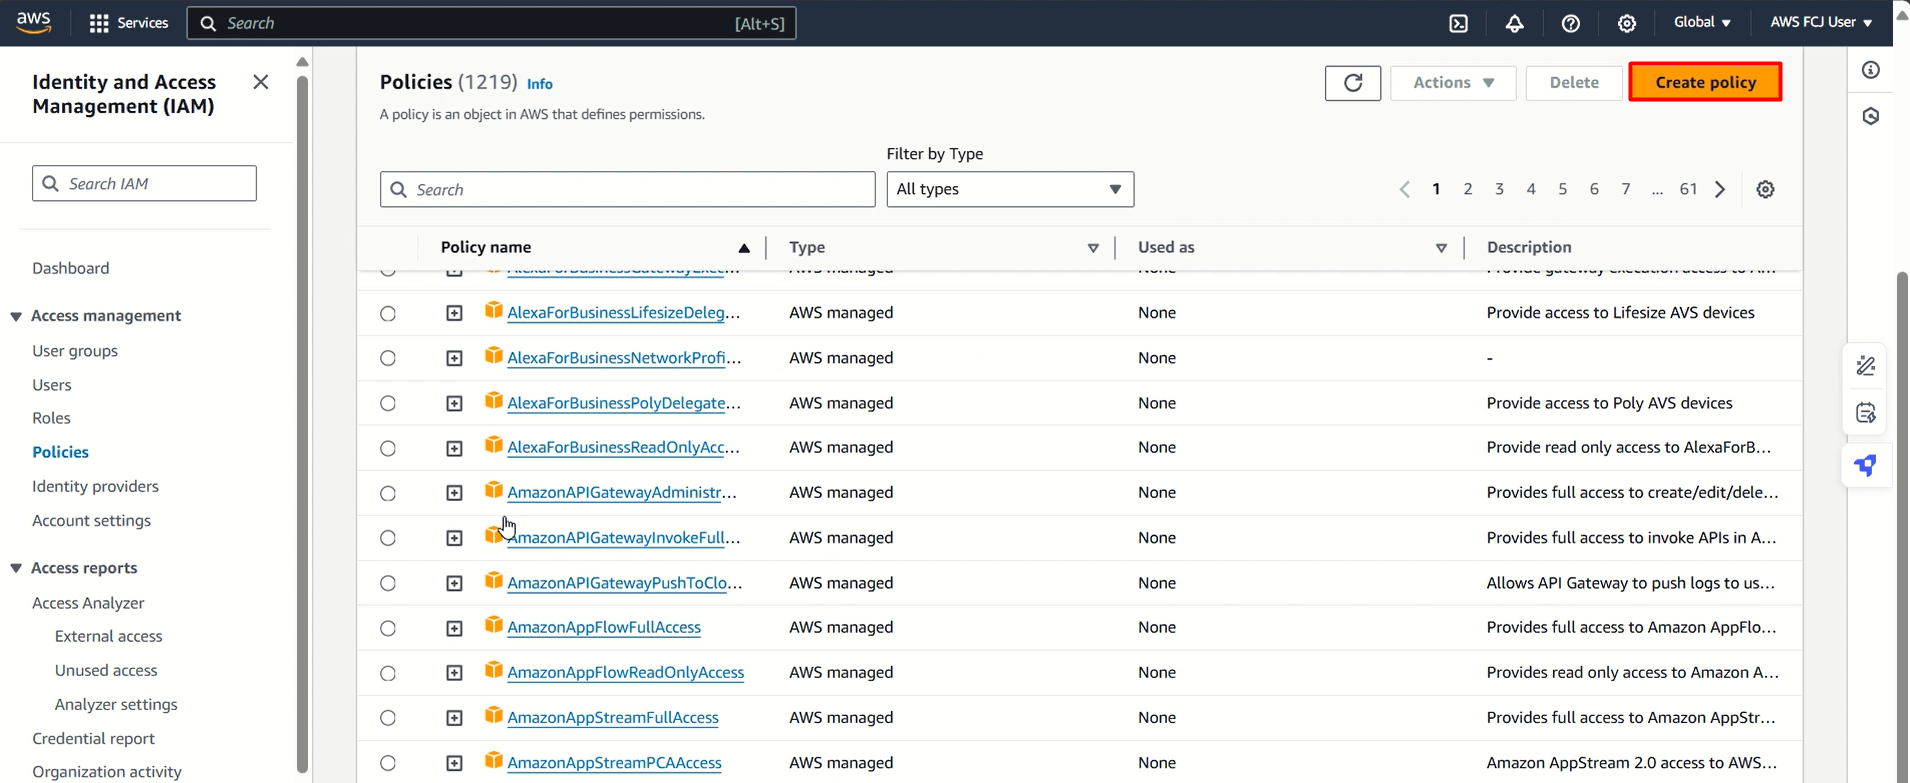 aws
Services
Search
[Alt+S]
Global
AWS FCJ User
Identity and Access
Management (IAM)
Search IAM
Dashboard
Access management
User groups
Users
Roles
Policies
Identity providers
Account settings
Access reports
Access Analyzer
External access
Unused access
Analyzer settings
Credential report
Organization activity
Policies (1219) Info
A policy is an object in AWS that defines permissions.
Actions
Delete
Create policy
Filter by Type
Search
All types
1 2 3 4 5 6 7 ... 61
Policy name Type Used as Description
AlexaForBusinessGatewayExec... AWS managed None Provide gateway execution access to A...
AlexaForBusinessLifesizeDeleg... AWS managed None Provide access to Lifesize AVS devices
AlexaForBusinessNetworkProfi... AWS managed None -
AlexaForBusinessPolyDelegate... AWS managed None Provide access to Poly AVS devices
AlexaForBusinessReadOnlyAcc... AWS managed None Provide read only access to AlexaForB...
AmazonAPIGatewayAdministr... AWS managed None Provides full access to create/edit/dele...
AmazonAPIGatewayInvokeFull... AWS managed None Provides full access to invoke APIs in A...
AmazonAPIGatewayPushToClo... AWS managed None Allows API Gateway to push logs to us...
AmazonAppFlowFullAccess AWS managed None Provides full access to Amazon AppFlo...
AmazonAppFlowReadOnlyAccess AWS managed None Provides read only access to Amazon A...
AmazonAppStreamFullAccess AWS managed None Provides full access to Amazon AppStr...
AmazonAppStreamPCAAccess AWS managed None Amazon AppStream 2.0 access to AWS...